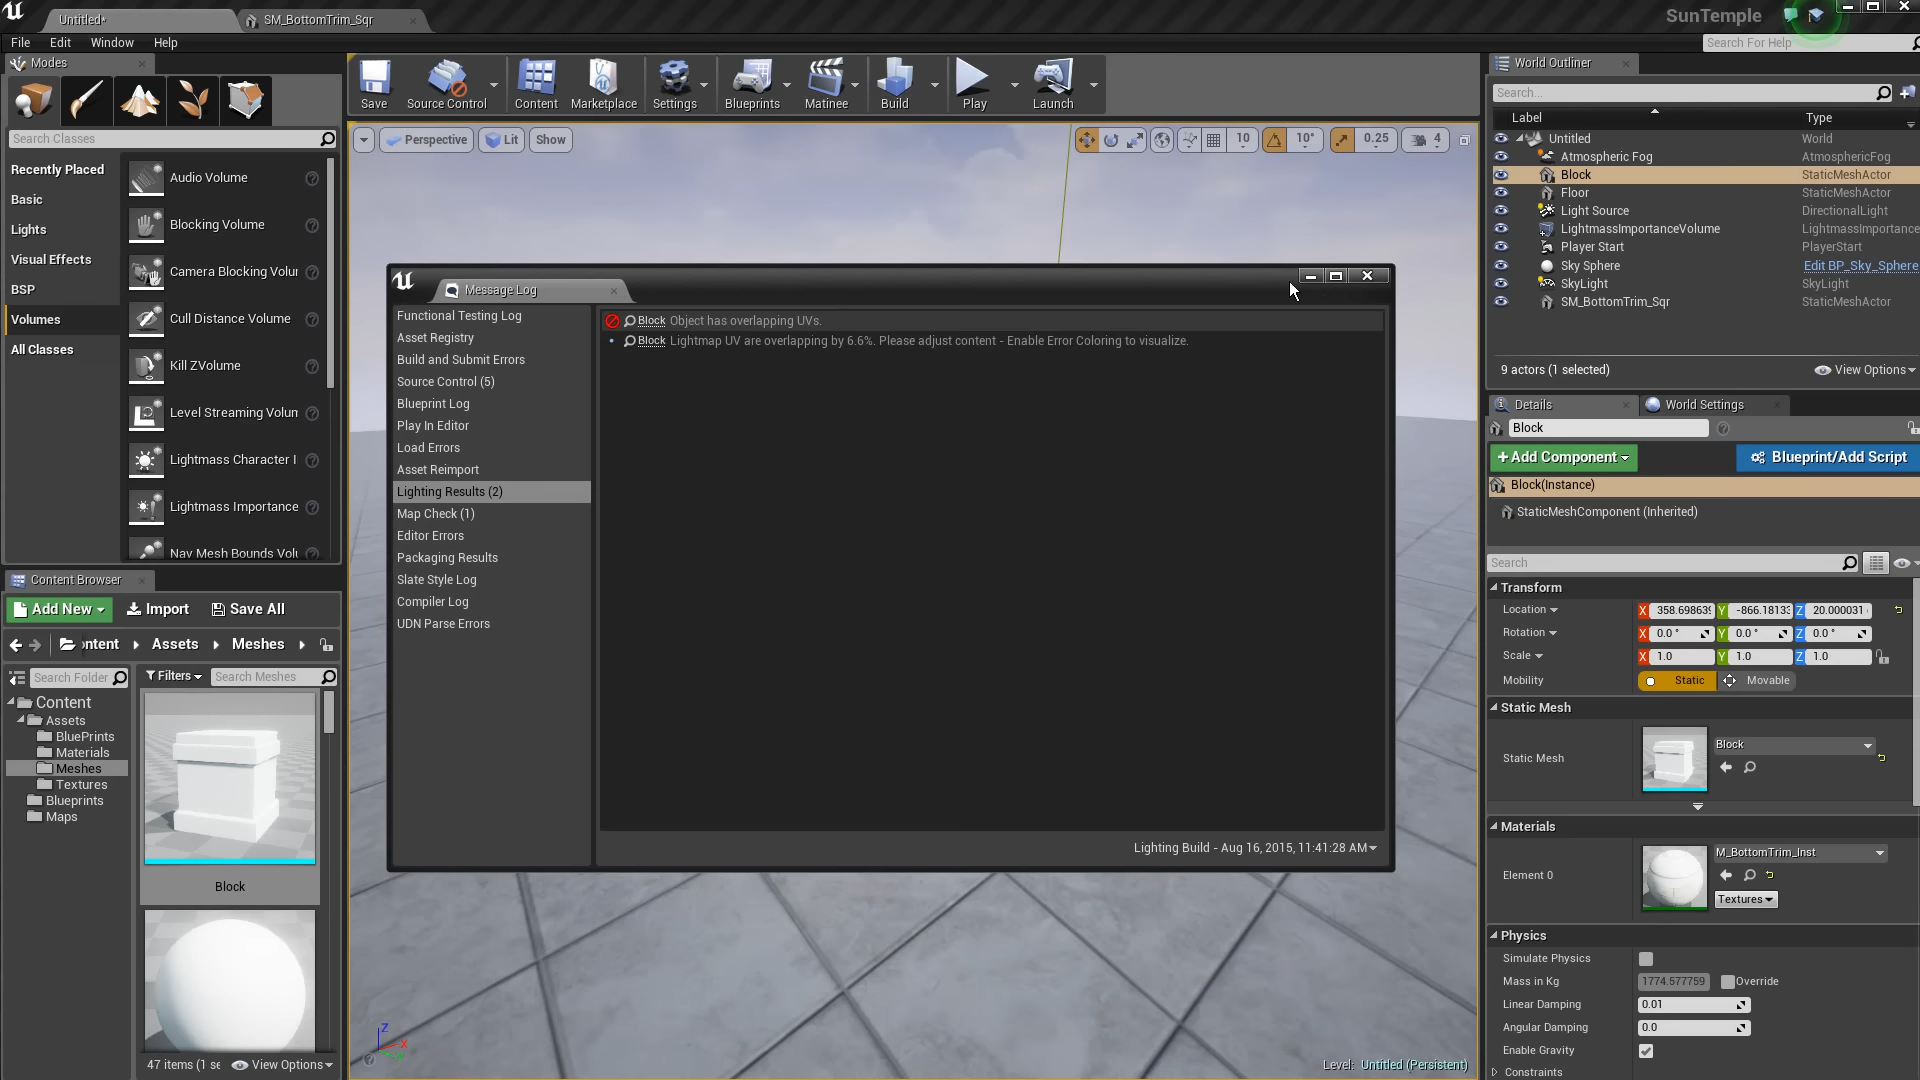 Untitled*
SM_BottomTrim_Sqr
SunTemple
File Edit Window Help
Search For Help
Modes
Search Classes
Recently Placed
Basic
Lights
Visual Effects
BSP
Volumes
All Classes
Audio Volume
Blocking Volume
Camera Blocking Volu
Cull Distance Volume
Kill ZVolume
Level Streaming Volun
Lightmass Character I
Lightmass Importance
Nav Mesh Bounds Volu
Save Source Control Content Marketplace Settings Blueprints Matinee Build Play Launch
Perspective Lit Show
10 10° 0.25 4
Message Log
Functional Testing Log
Asset Registry
Build and Submit Errors
Source Control (5)
Blueprint Log
Play In Editor
Load Errors
Asset Reimport
Lighting Results (2)
Map Check (1)
Editor Errors
Packaging Results
Slate Style Log
Compiler Log
UDN Parse Errors
Block Object has overlapping UVs.
Block Lightmap UV are overlapping by 6.6%. Please adjust content - Enable Error Coloring to visualize.
Lighting Build - Aug 16, 2015, 11:41:28 AM
Z
X
Y
Level: Untitled (Persistent)
Content Browser
Add New Import Save All
ntent Assets Meshes
Search Folder
Filters Search Meshes
Content
Assets
BluePrints
Materials
Meshes
Textures
Blueprints
Maps
Block
47 items (1 se View Options
World Outliner
Search...
Label Type
Untitled World
Atmospheric Fog AtmosphericFog
Block StaticMeshActor
Floor StaticMeshActor
Light Source DirectionalLight
LightmassImportanceVolume LightmassImportance
Player Start PlayerStart
Sky Sphere Edit BP_Sky_Sphere
SkyLight SkyLight
SM_BottomTrim_Sqr StaticMeshActor
9 actors (1 selected) View Options
Details World Settings
Block
+Add Component Blueprint/Add Script
Block(Instance)
StaticMeshComponent (Inherited)
Search
Transform
Location X 358.698639 Y -866.18133 Z 20.000031
Rotation X 0.0 ° Y 0.0 ° Z 0.0 °
Scale X 1.0 Y 1.0 Z 1.0
Mobility Static Movable
Static Mesh
Static Mesh Block
Materials
Element 0 M_BottomTrim_Inst
Textures
Physics
Simulate Physics
Mass in Kg 1774.577759 Override
Linear Damping 0.01
Angular Damping 0.0
Enable Gravity
Constraints